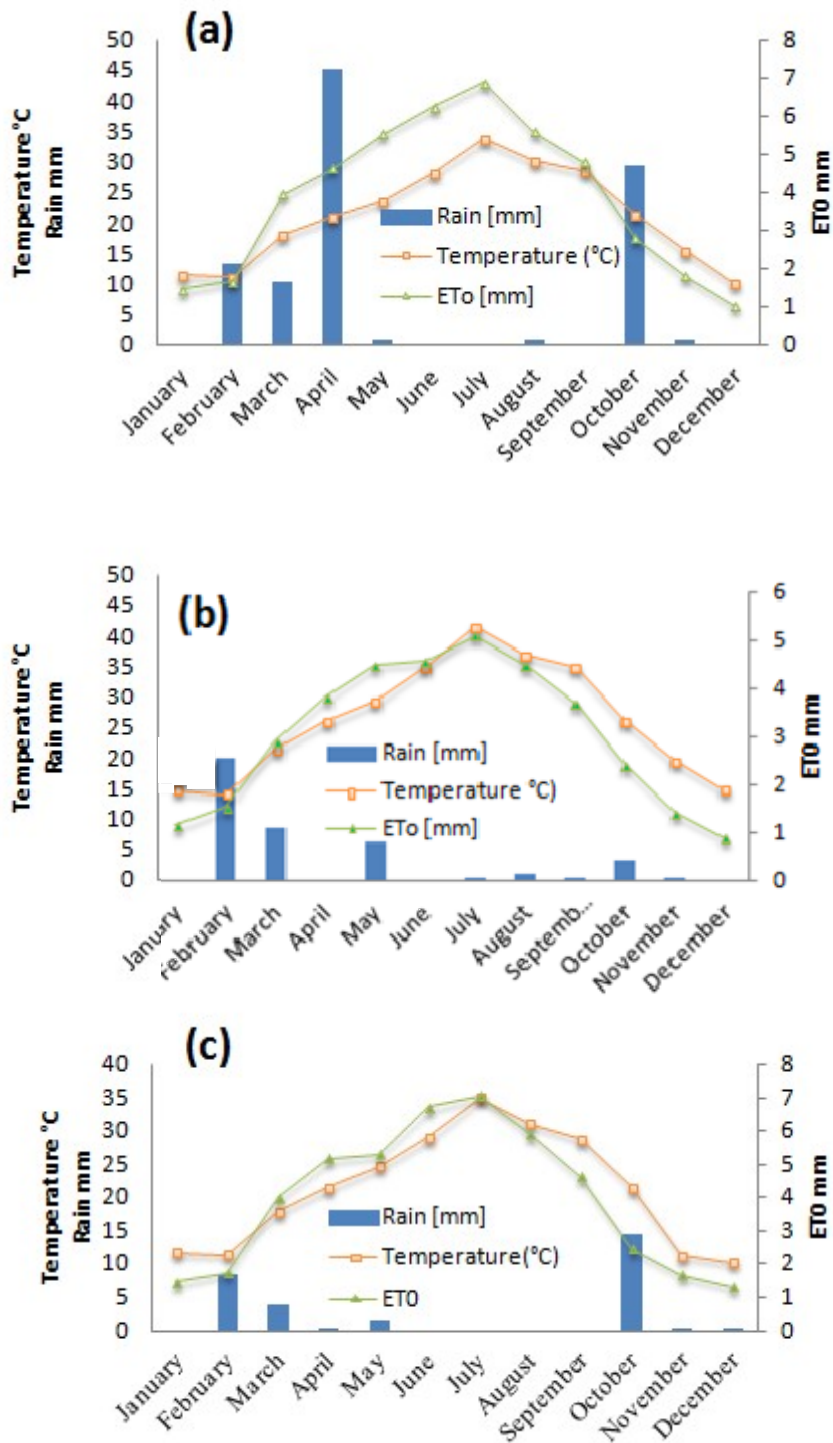 (a)
50
45
40
35
30
25
20
15
10
5
0
Temperature°C
Rain mm
8
7
6
5
4
3
2
1
0
ET0 mm
Rain [mm]
Temperature (°C)
ETo [mm]
January
February
March
April
May
June
July
August
September
October
November
December
(b)
50
45
40
35
30
25
20
15
10
5
0
Temperature°C
Rain mm
6
5
4
3
2
1
0
ET0 mm
Rain [mm]
Temperature °C)
ETo [mm]
January
February
March
April
May
June
July
August
Septemb...
October
November
December
(c)
40
35
30
25
20
15
10
5
0
Temperature °C
Rain mm
8
7
6
5
4
3
2
1
0
ET0 mm
Rain [mm]
Temperature(°C)
ET0
January
February
March
April
May
June
July
August
September
October
November
December